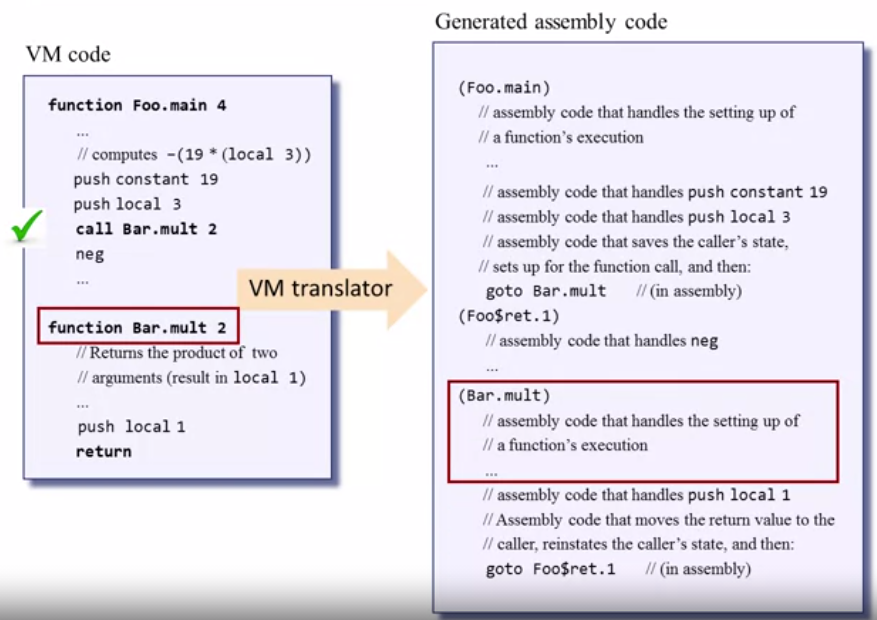 Generated assembly code
VM code
function Foo.main 4
...
// computes -(19 * (local 3))
push constant 19
push local 3
call Bar.mult 2
neg
...
function Bar.mult 2
// Returns the product of two
// arguments (result in local 1)
...
push local 1
return
VM translator
(Foo.main)
// assembly code that handles the setting up of
// a function's execution
...
// assembly code that handles push constant 19
// assembly code that handles push local 3
// assembly code that saves the caller's state,
// sets up for the function call, and then:
goto Bar.mult // (in assembly)
(Foo$ret.1)
// assembly code that handles neg
...
(Bar.mult)
// assembly code that handles the setting up of
// a function's execution
...
// assembly code that handles push local 1
// Assembly code that moves the return value to the
// caller, reinstates the caller's state, and then:
goto Foo$ret.1 // (in assembly)